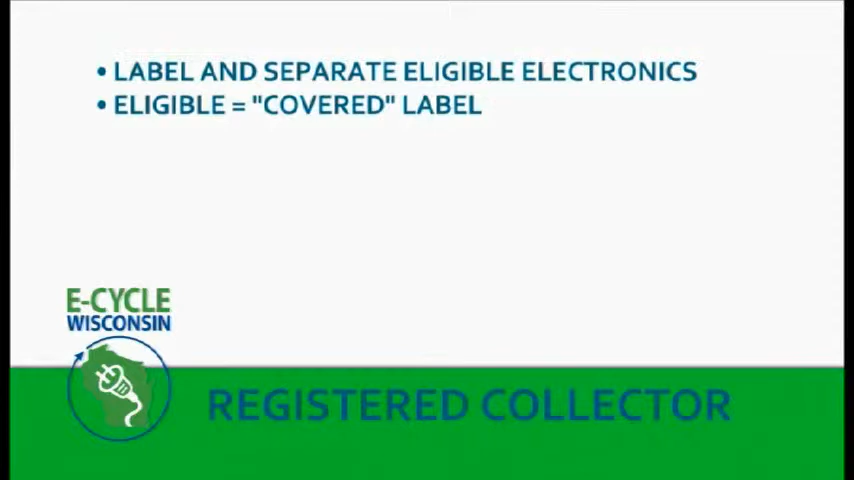 • LABEL AND SEPARATE ELIGIBLE ELECTRONICS
• ELIGIBLE = "COVERED" LABEL
E-CYCLE
WISCONSIN
REGISTERED COLLECTOR